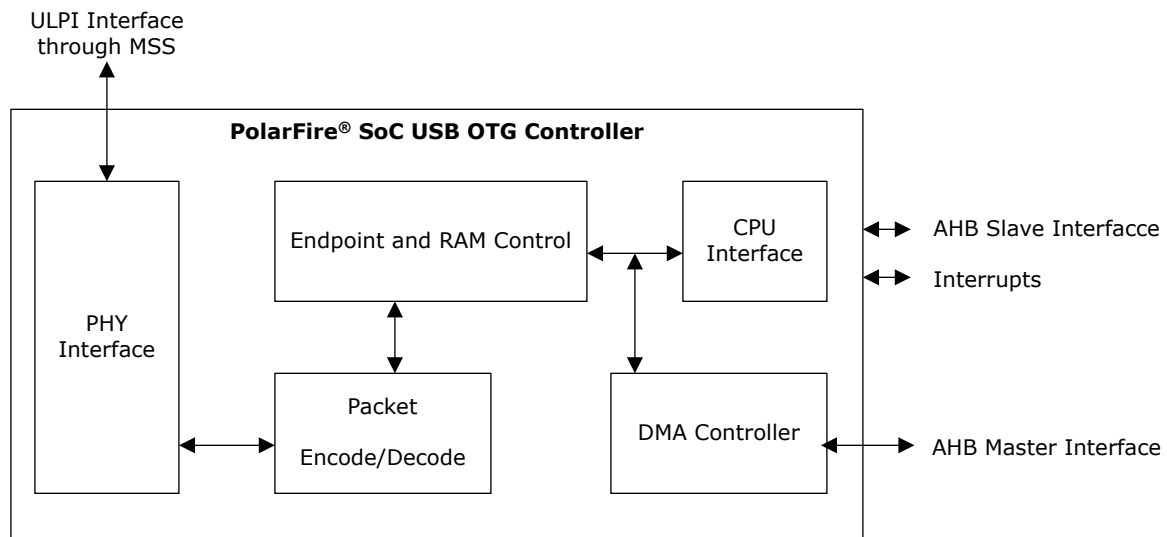 ULPI Interface
through MSS
PolarFire® SoC USB OTG Controller
Endpoint and RAM Control
CPU
Interface
AHB Slave Interfacce
Interrupts
PHY
Interface
Packet
Encode/Decode
DMA Controller
AHB Master Interface